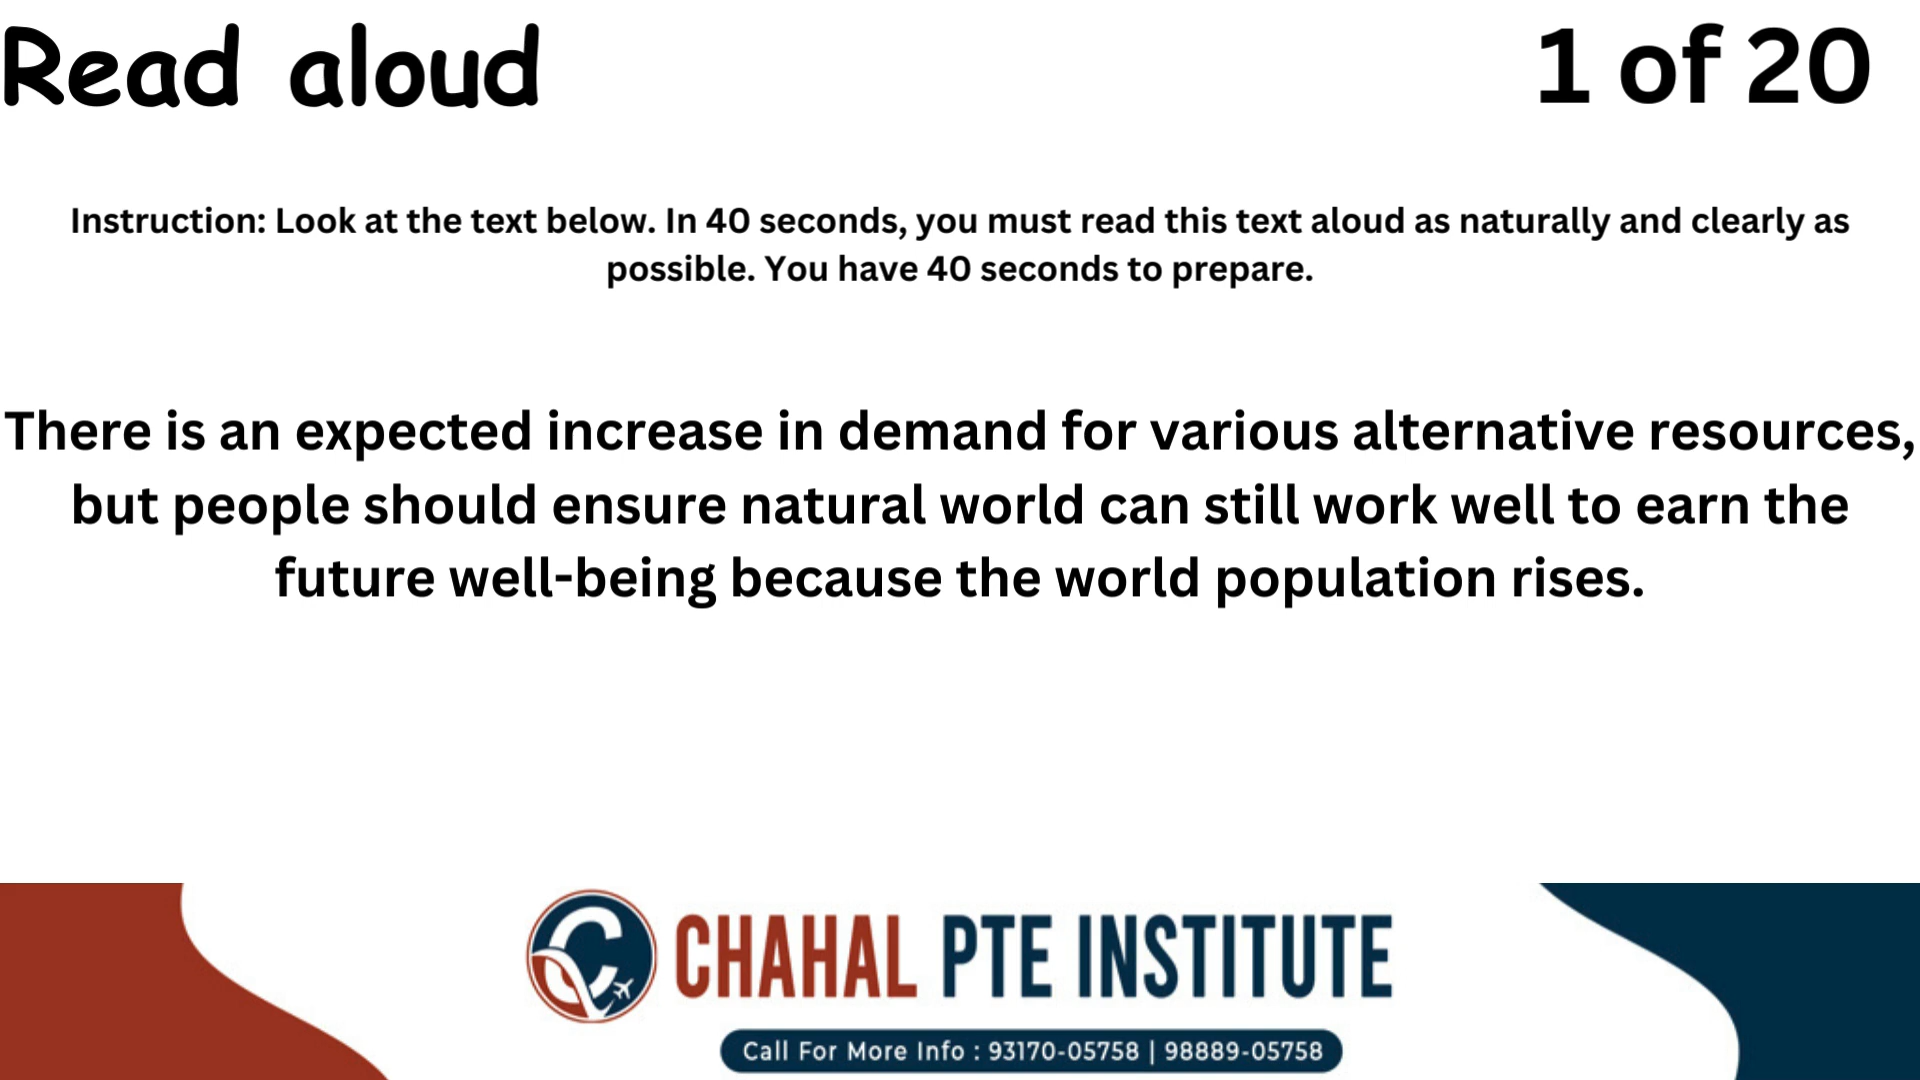 Read aloud
1 of 20
Instruction: Look at the text below. In 40 seconds, you must read this text aloud as naturally and clearly as
possible. You have 40 seconds to prepare.
There is an expected increase in demand for various alternative resources,
but people should ensure natural world can still work well to earn the
future well-being because the world population rises.
CHAHAL PTE INSTITUTE
Call For More Info : 93170-05758 | 98889-05758